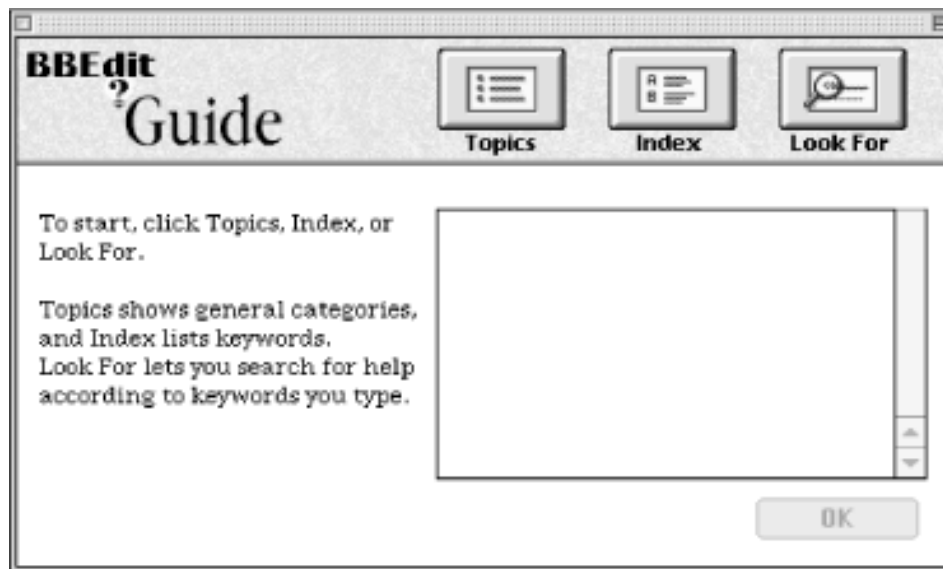 BBEdit
?
Guide
Topics
Index
Look For
To start, click Topics, Index, or
Look For.
Topics shows general categories,
and Index lists keywords.
Look For lets you search for help
according to keywords you type.
OK